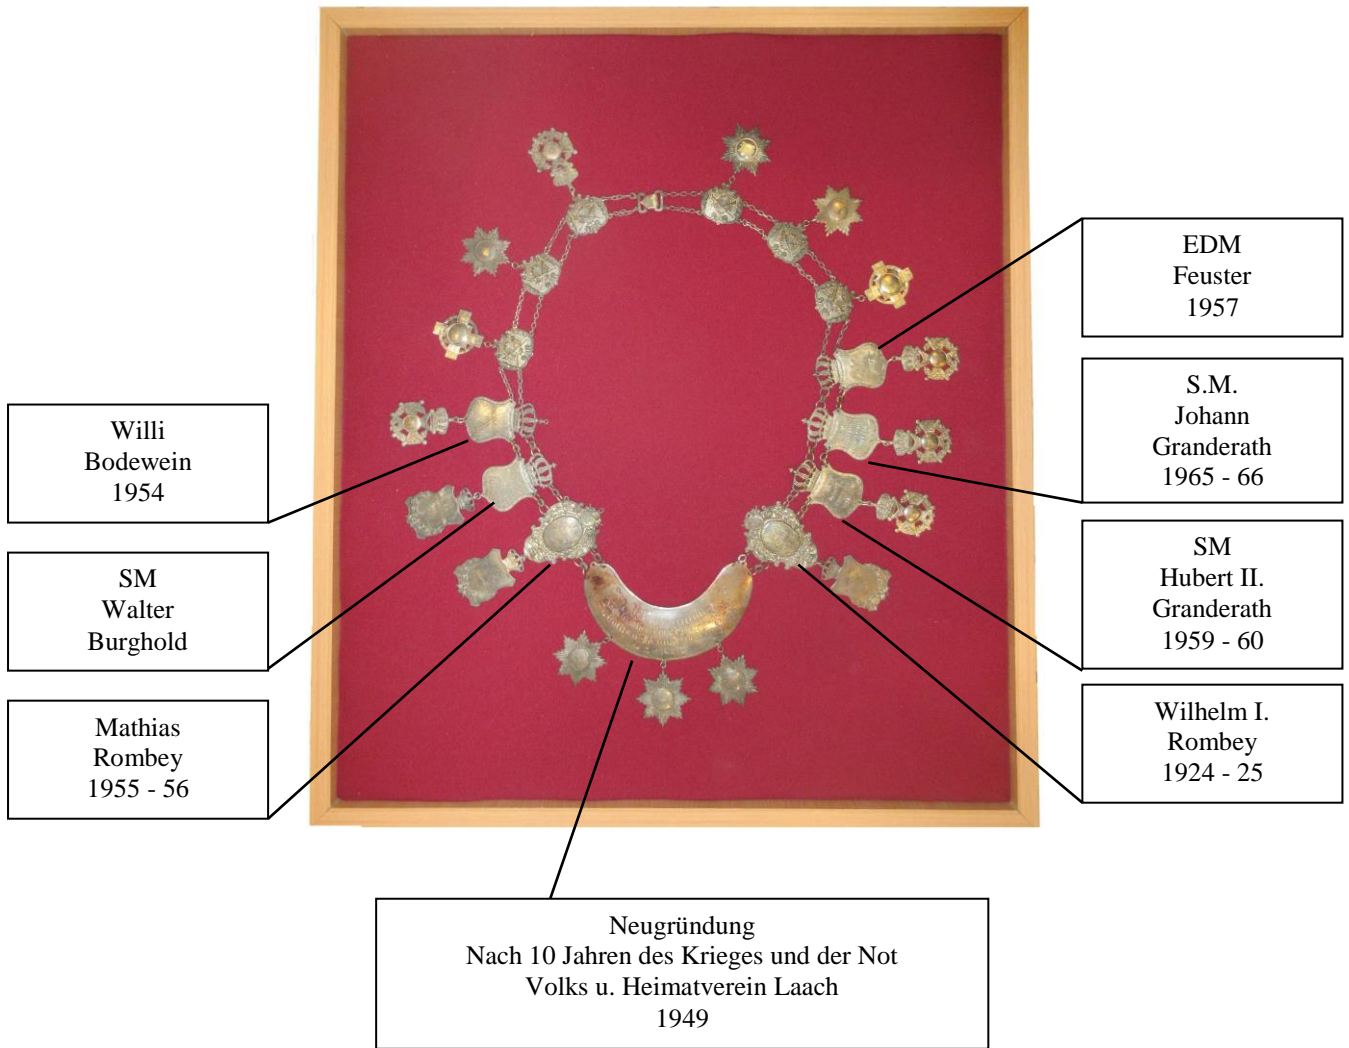 Willi
Bodewein
1954
SM
Walter
Burghold
Mathias
Rombey
1955 - 56
EDM
Feuster
1957
S.M.
Johann
Granderath
1965 - 66
SM
Hubert II.
Granderath
1959 - 60
Wilhelm I.
Rombey
1924 - 25
Neugründung
Nach 10 Jahren des Krieges und der Not
Volks u. Heimatverein Laach
1949